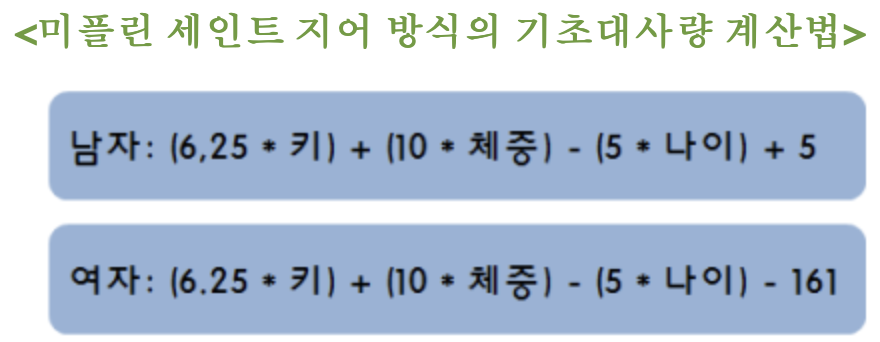 <미플린 세인트 지어 방식의 기초대사량 계산법>
남자: (6,25 * 키) + (10 * 체중) - (5 * 나이) + 5
여자: (6.25 * 키) + (10 * 체중) - (5 * 나이) - 161